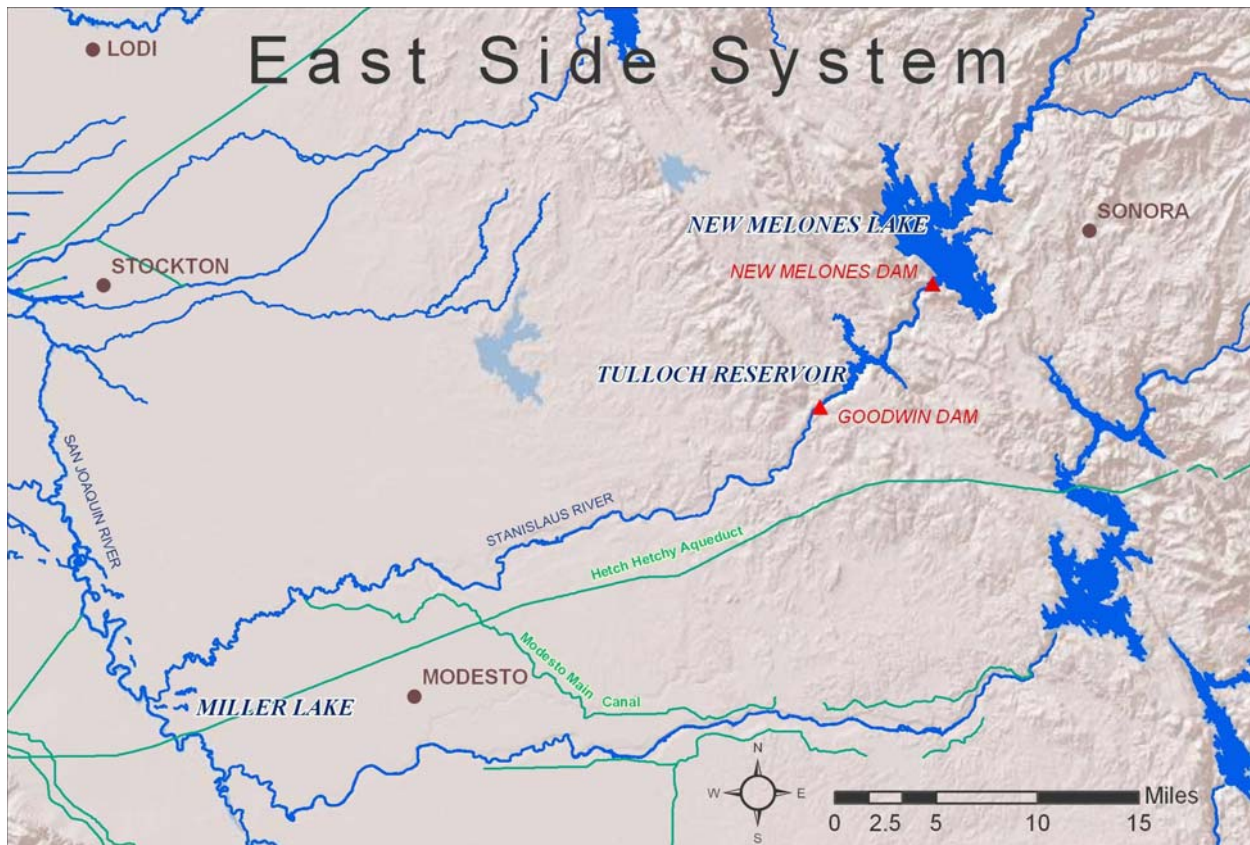 East Side System
LODI
NEW MELONES LAKE
SONORA
STOCKTON
NEW MELONES DAM
TULLOCH RESERVOIR
GOODWIN DAM
SAN JOAQUIN RIVER
STANISLAUS RIVER
Hetch Hetchy Aqueduct
Modesto Main
Canal
MODESTO
MILLER LAKE
N
W
E
S
Miles
0 2.5 5 10 15